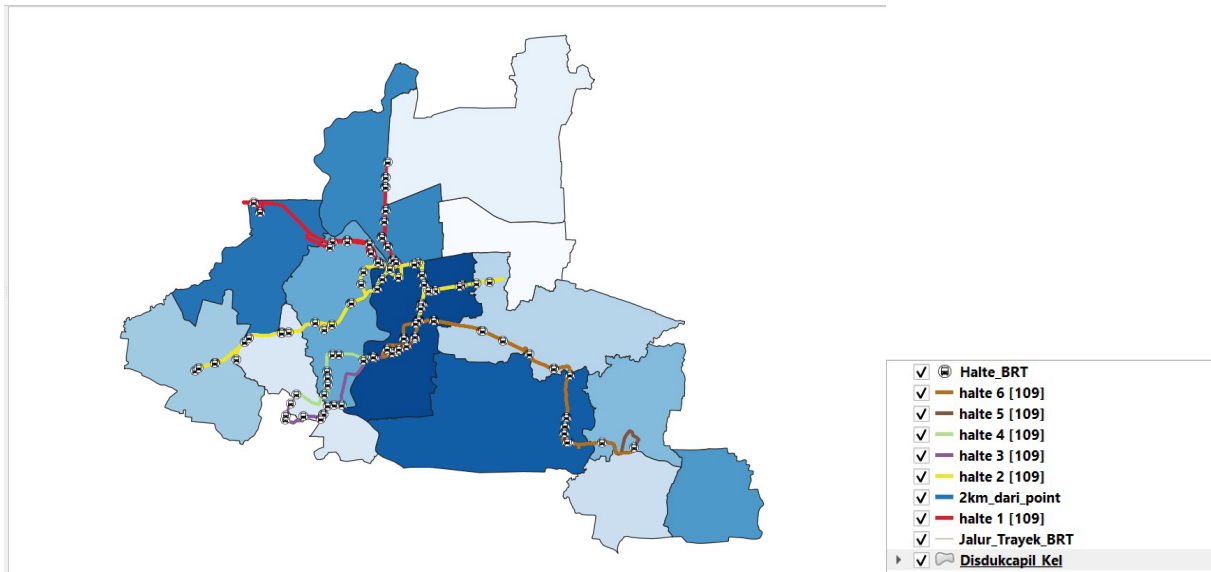 Halte_BRT
halte 6 [109]
halte 5 [109]
halte 4 [109]
halte 3 [109]
halte 2 [109]
2km_dari_point
halte 1 [109]
Jalur_Trayek_BRT
Disdukcapil_Kel